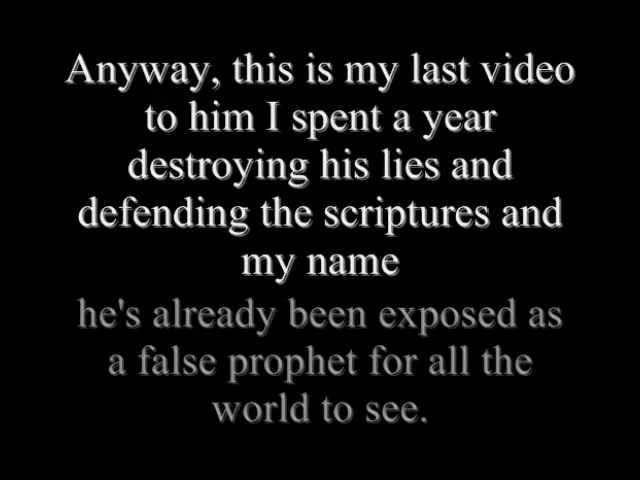 Anyway, this is my last video
to him I spent a year
destroying his lies and
defending the scriptures and
my name
he's already been exposed as
a false prophet for all the
world to see.